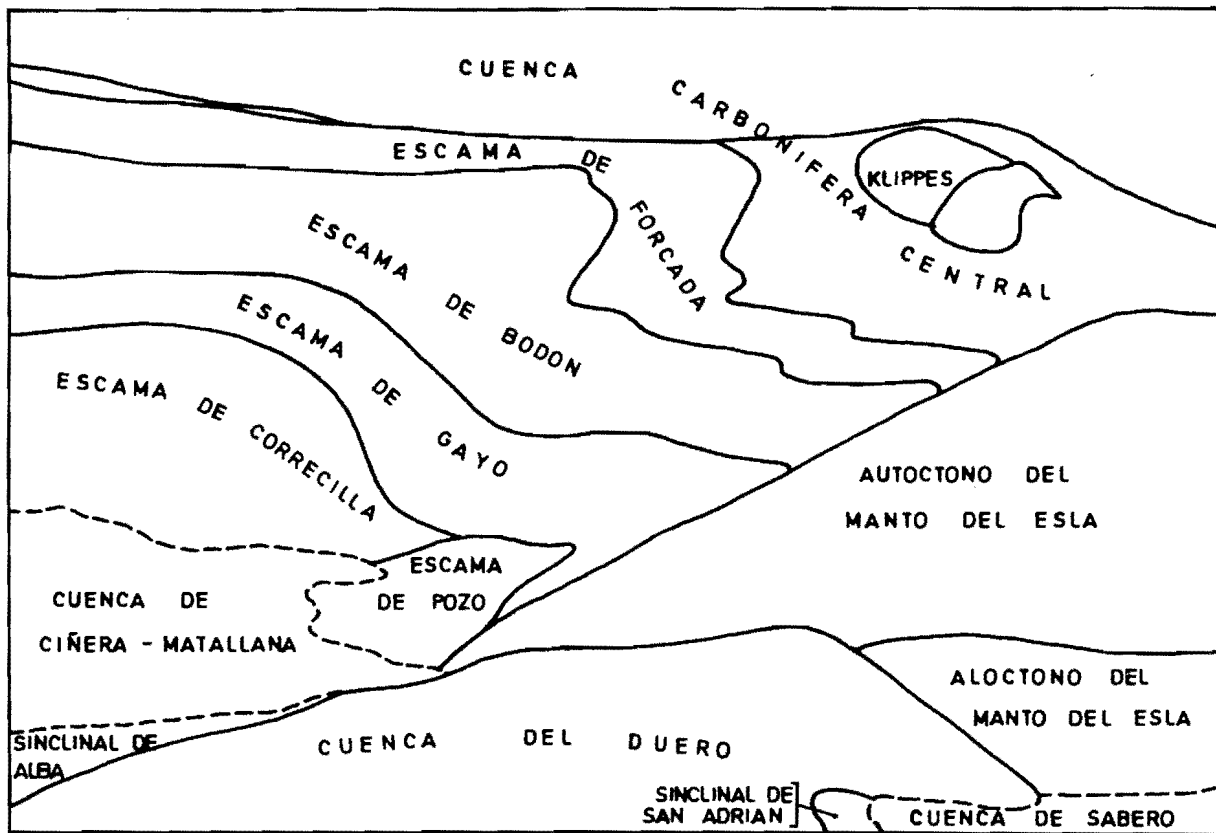 CUENCA CARBONIFERA CENTRAL
KLIPPES
ESCAMA DE FORCADA
ESCAMA DE BODON
ESCAMA DE GAYO
ESCAMA DE CORRECILLA
AUTOCTONO DEL
MANTO DEL ESLA
ESCAMA
DE POZO
CUENCA DE
CIÑERA - MATALLANA
ALOCTONO DEL
MANTO DEL ESLA
SINCLINAL DE
ALBA
CUENCA DEL DUERO
SINCLINAL DE
SAN ADRIAN
CUENCA DE SABERO